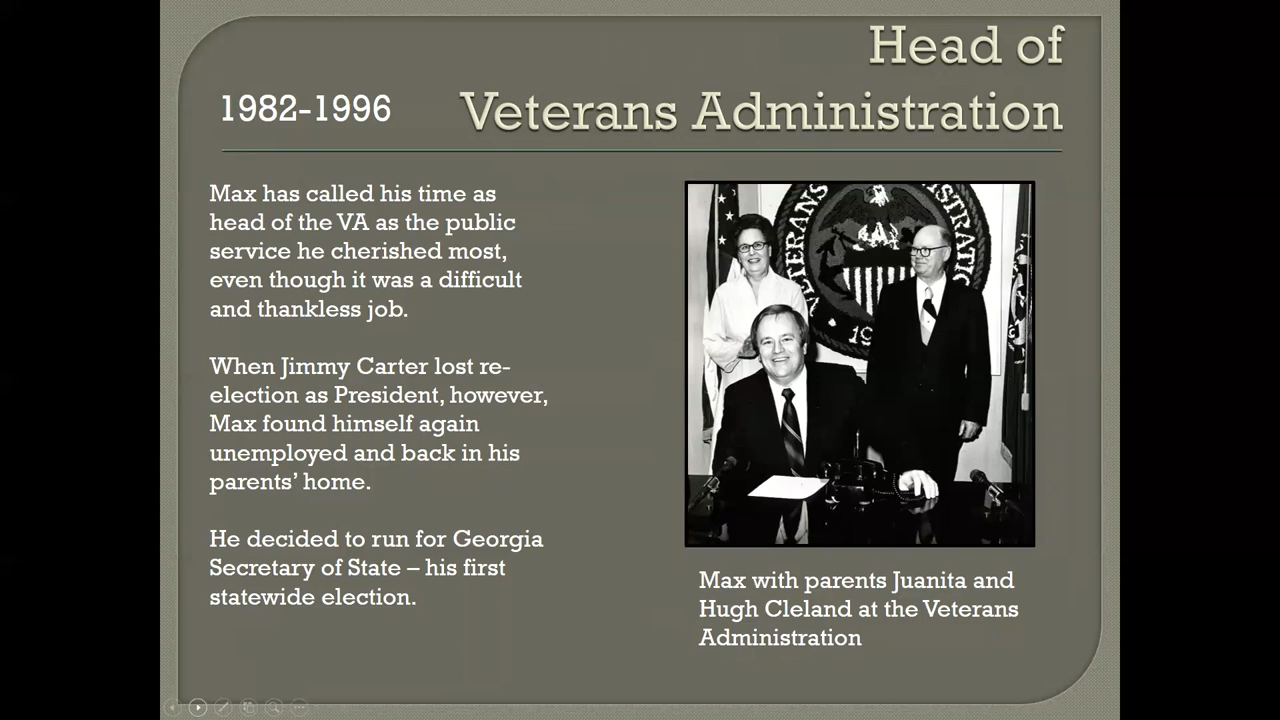 Head of
1982-1996
Veterans Administration
Max has called his time as
head of the VA as the public
service he cherished most,
even though it was a difficult
and thankless job.
When Jimmy Carter lost re-
election as President, however,
Max found himself again
unemployed and back in his
parents' home.
He decided to run for Georgia
Secretary of State – his first
statewide election.
VETERANS
19
Max with parents Juanita and
Hugh Cleland at the Veterans
Administration